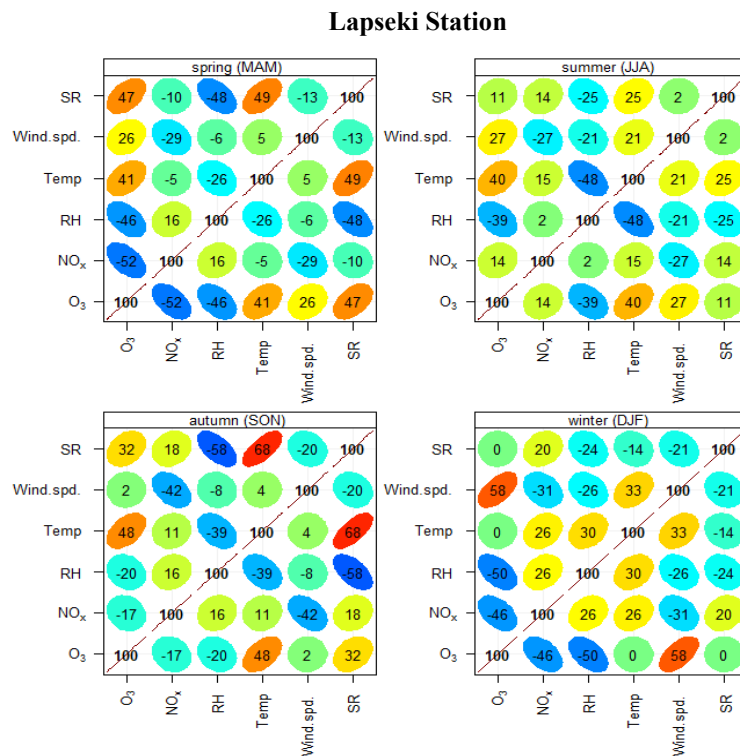 Lapseki Station
spring (MAM)
SR 47 -10 -48 49 -13 100
Wind.spd. 26 -29 -6 5 100 -13
Temp 41 -5 -26 100 5 49
RH -46 16 100 -26 -6 -48
NOₓ -52 100 16 -5 -29 -10
O₃ 100 -52 -46 41 26 47
O₃ NOₓ RH Temp Wind.spd. SR
summer (JJA)
SR 11 14 -25 25 2 100
Wind.spd. 27 -27 -21 21 100 2
Temp 40 15 -48 100 21 25
RH -39 2 100 -48 -21 -25
NOₓ 14 100 2 15 -27 14
O₃ 100 14 -39 40 27 11
O₃ NOₓ RH Temp Wind.spd. SR
autumn (SON)
SR 32 18 -58 68 -20 100
Wind.spd. 2 -42 -8 4 100 -20
Temp 48 11 -39 100 4 68
RH -20 16 100 -39 -8 -58
NOₓ -17 100 16 11 -42 18
O₃ 100 -17 -20 48 2 32
O₃ NOₓ RH Temp Wind.spd. SR
winter (DJF)
SR 0 20 -24 -14 -21 100
Wind.spd. 58 -31 -26 33 100 -21
Temp 0 26 30 100 33 -14
RH -50 26 100 30 -26 -24
NOₓ -46 100 26 26 -31 20
O₃ 100 -46 -50 0 58 0
O₃ NOₓ RH Temp Wind.spd. SR